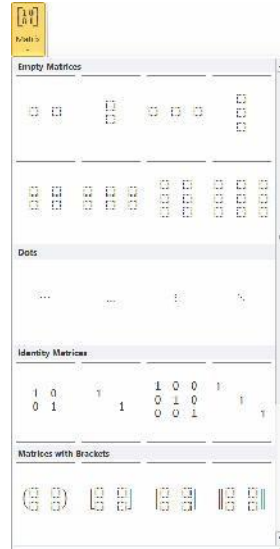 Matrix
Empty Matrices
Dots
Identity Matrices
1 0 1 1 0 0 1
0 1 1 0 1 0 1
0 0 1 1
Matrices with Brackets